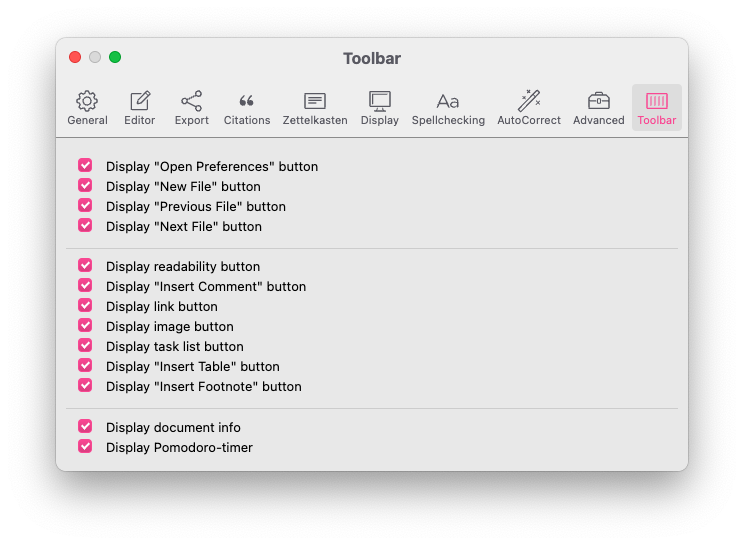 Toolbar
General Editor Export Citations Zettelkasten Display Spellchecking AutoCorrect Advanced Toolbar
Display "Open Preferences" button
Display "New File" button
Display "Previous File" button
Display "Next File" button
Display readability button
Display "Insert Comment" button
Display link button
Display image button
Display task list button
Display "Insert Table" button
Display "Insert Footnote" button
Display document info
Display Pomodoro-timer